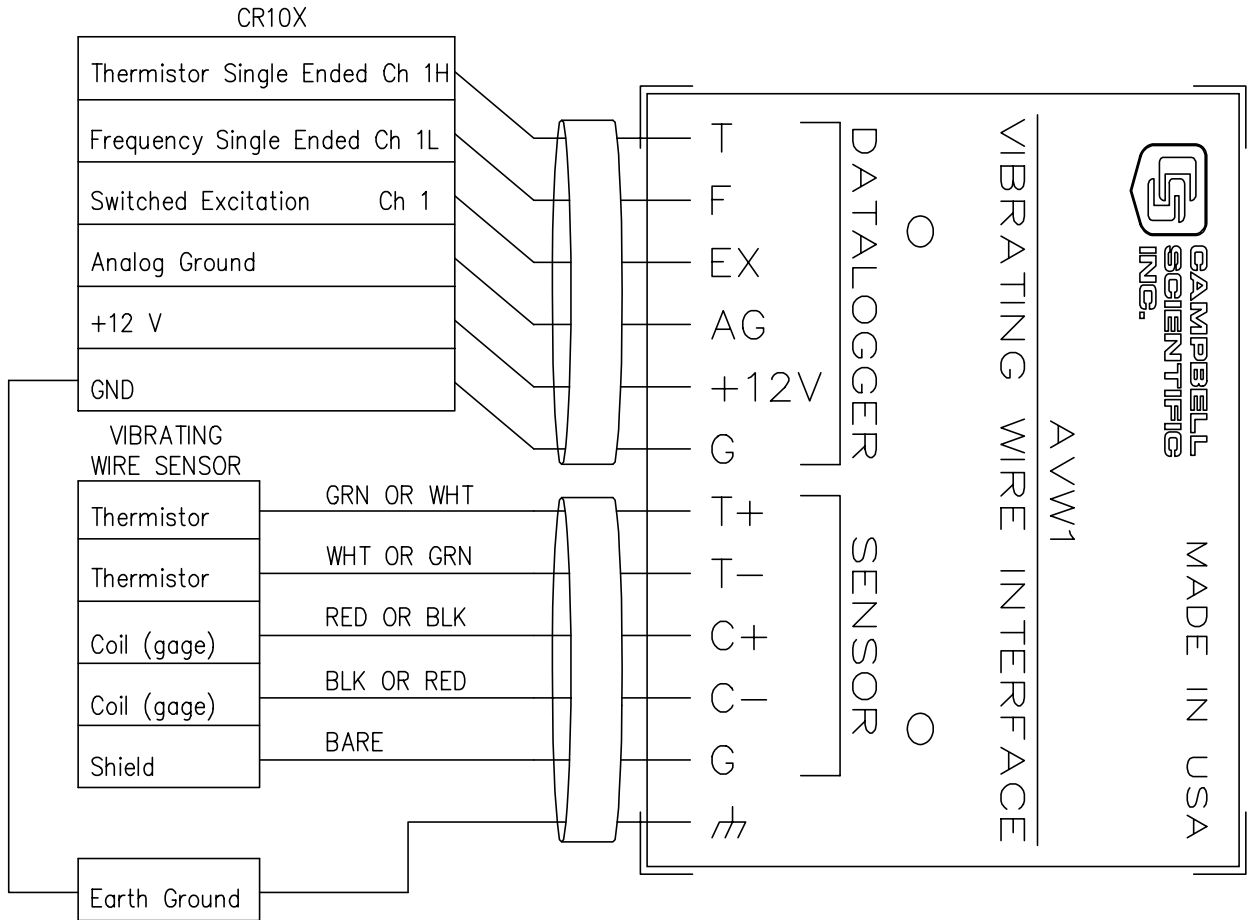 CR10X
Thermistor Single Ended Ch 1H
Frequency Single Ended Ch 1L
Switched Excitation Ch 1
Analog Ground
+12 V
GND
VIBRATING
WIRE SENSOR
Thermistor
Thermistor
Coil (gage)
Coil (gage)
Shield
Earth Ground
GRN OR WHT
WHT OR GRN
RED OR BLK
BLK OR RED
BARE
T
F
EX
AG
+12V
G
T+
T−
C+
C−
G
DATALOGGER
SENSOR
VIBRATING WIRE INTERFACE
AVW1
CAMPBELL
SCIENTIFIC
INC.
MADE IN USA